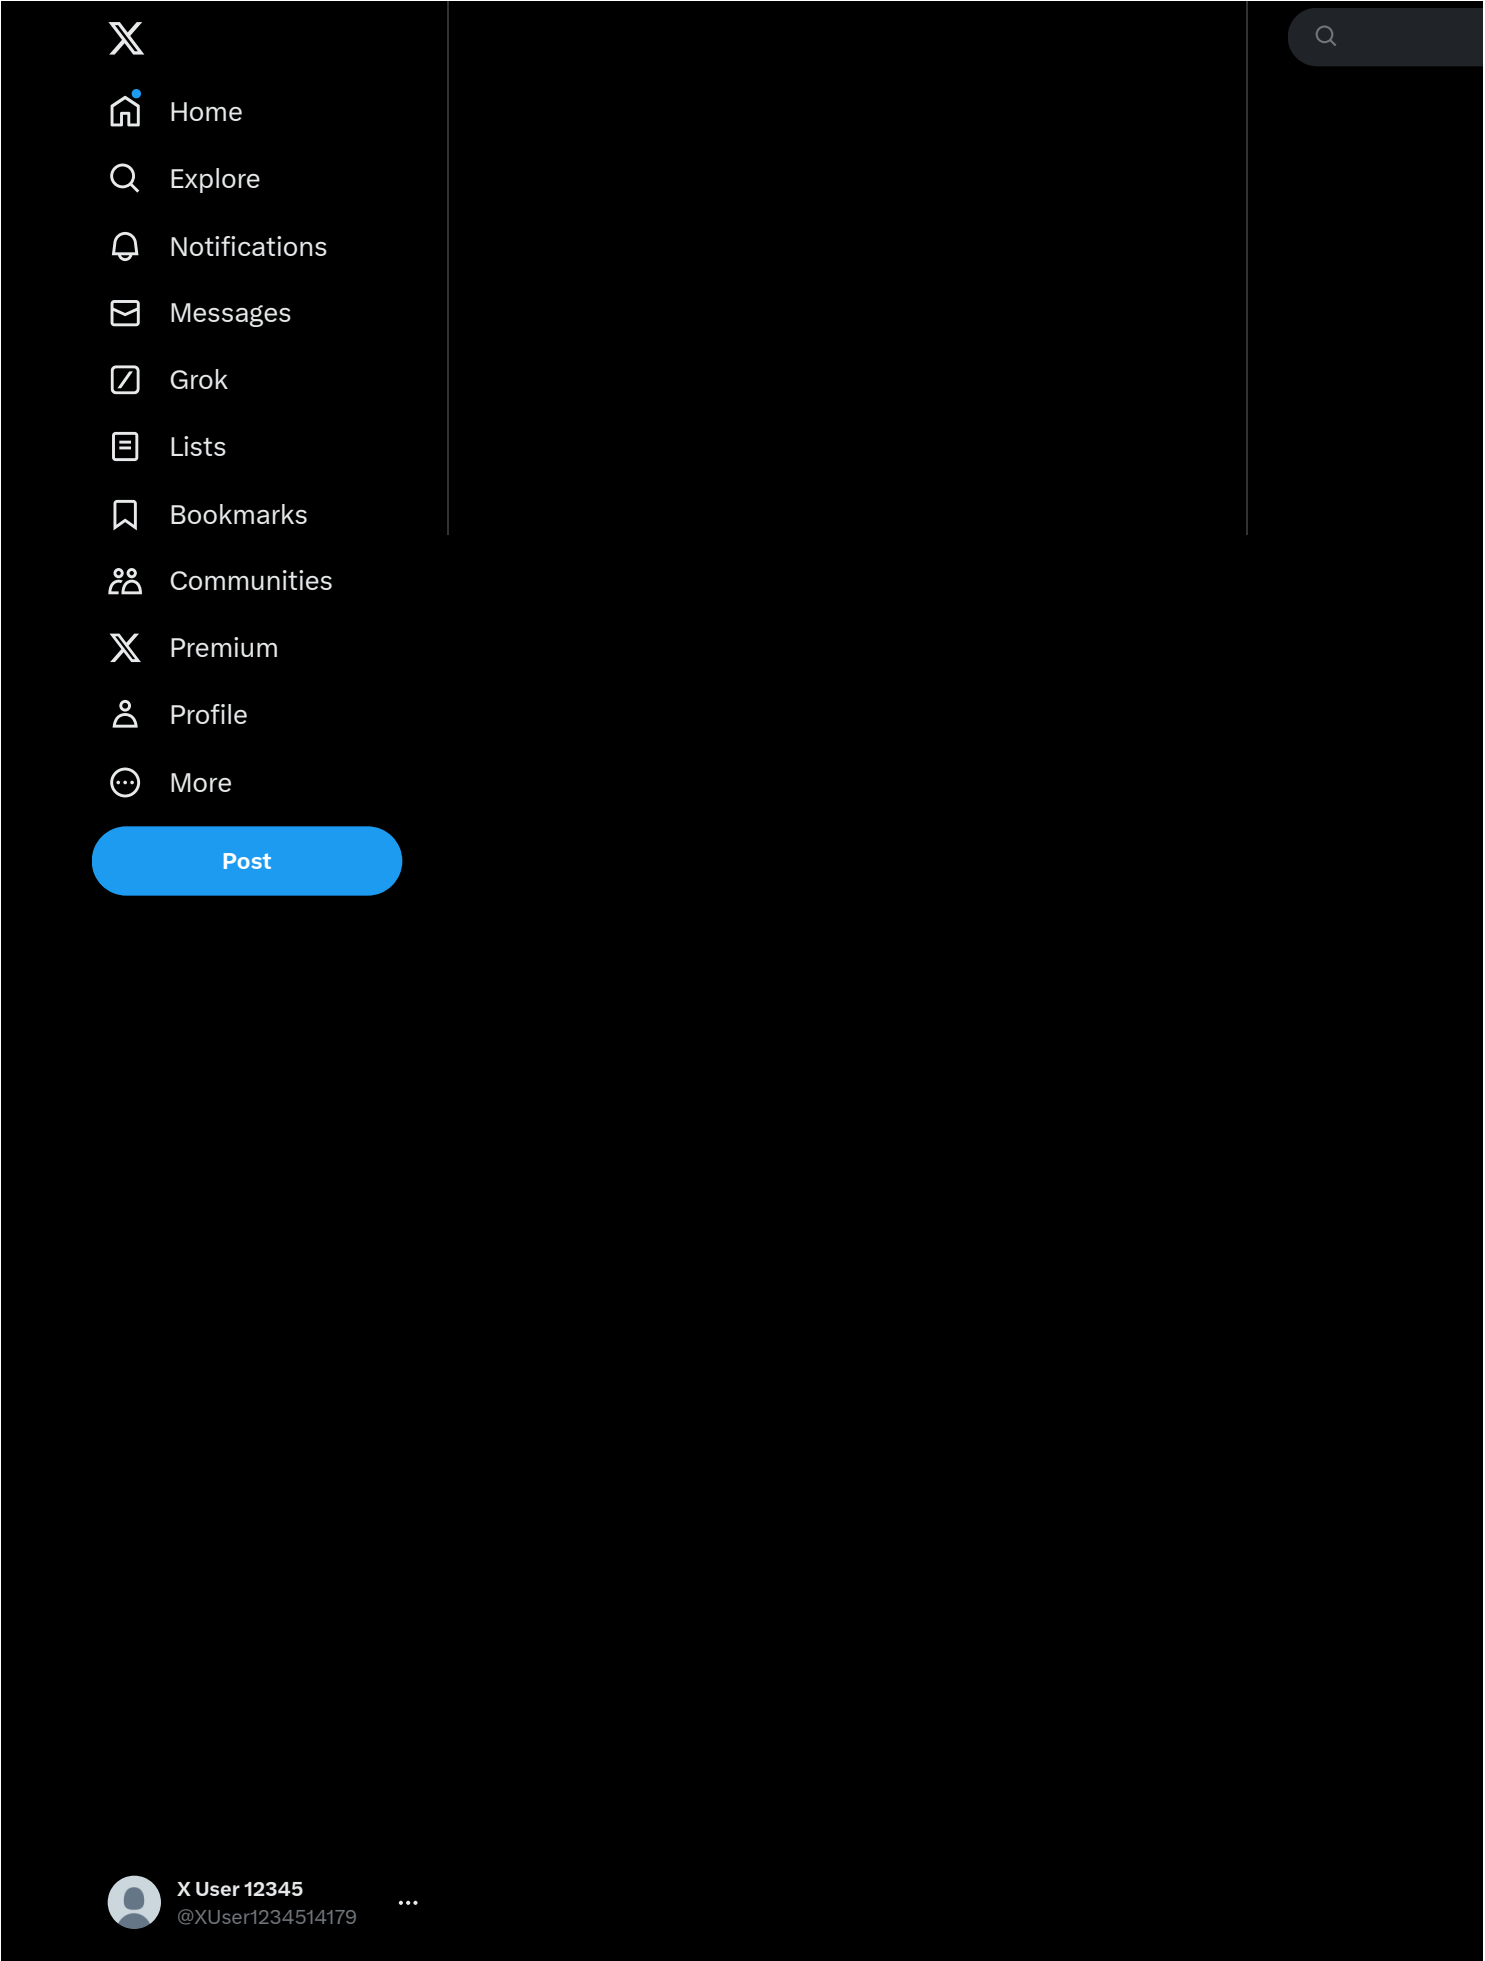 Home
Explore
Notifications
Messages
Grok
Lists
Bookmarks
Communities
Premium
Profile
More
Post
X User 12345
@XUser1234514179